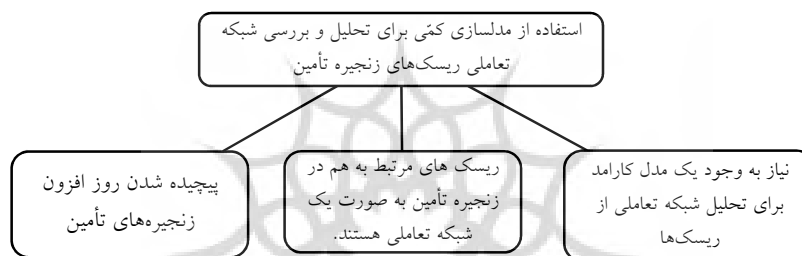 استفاده از مدلسازی کمّی برای تحلیل و بررسی شبکه
تعاملی ریسک‌های زنجیره تأمین
نیاز به وجود یک مدل کارامد
برای تحلیل شبکه تعاملی از
ریسک‌ها
ریسک های مرتبط به هم در
زنجیره تأمین به صورت یک
شبکه تعاملی هستند.
پیچیده شدن روز افزون
زنجیره‌های تأمین